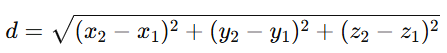 d = √(x₂ − x₁)² + (y₂ − y₁)² + (z₂ − z₁)²